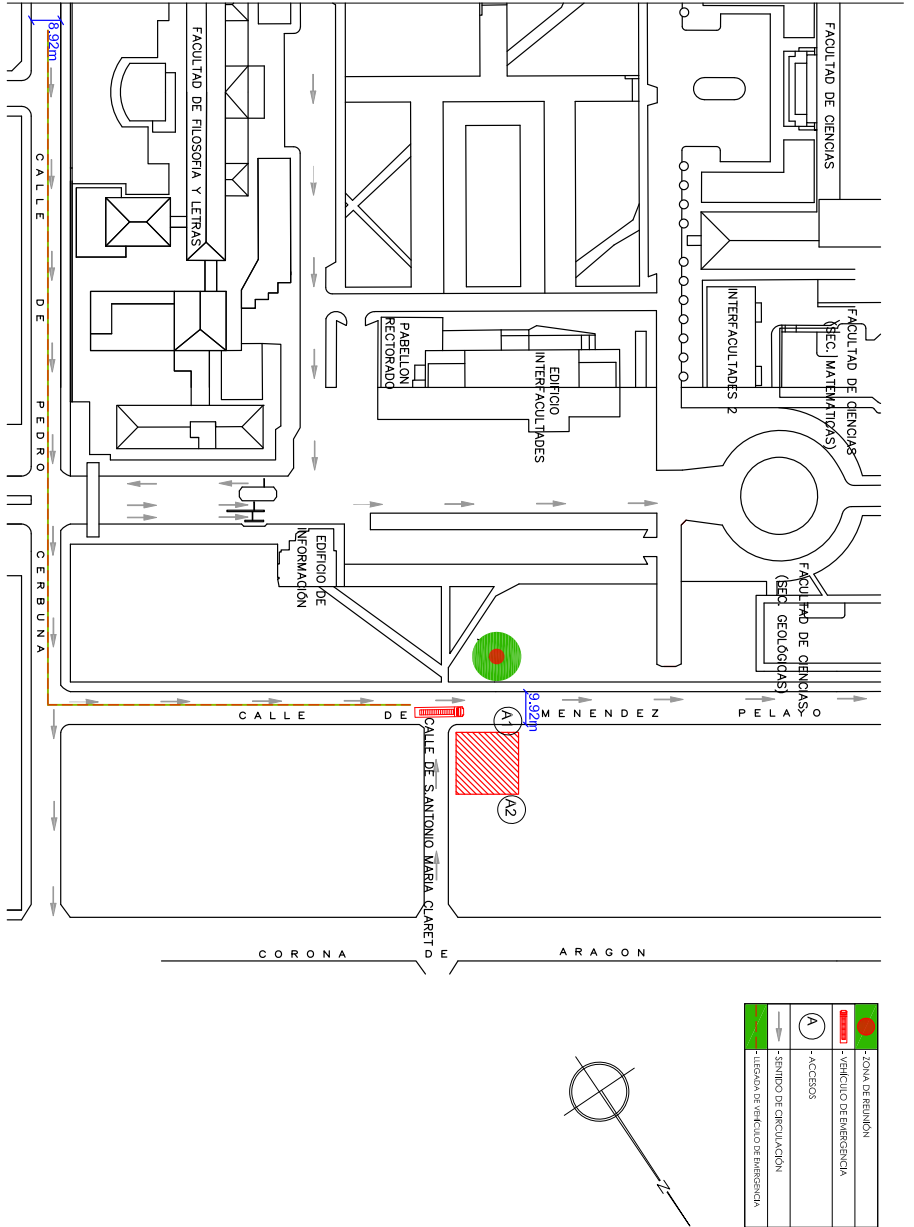 8.92m
CALLE DE PEDRO CERBUNA
FACULTAD DE FILOSOFIA Y LETRAS
FACULTAD DE CIENCIAS
PABELLON
RECTORADO
EDIFICIO
INTERFACULTADES
INTERFACULTADES 2
FACULTAD DE CIENCIAS
(SEC. MATEMATICAS)
EDIFICIO DE
INFORMACIÓN
FACULTAD DE CIENCIAS
(SEC. GEOLÓGICAS)
9.92m
CALLE DE MENENDEZ PELAYO
A1
A2
CALLE DE S.ANTONIO MARIA CLARET
CORONA DE ARAGON
- ZONA DE REUNIÓN
- VEHÍCULO DE EMERGENCIA
A
- ACCESOS
- SENTIDO DE CIRCULACIÓN
- LLEGADA DE VEHÍCULO DE EMERGENCIA
N